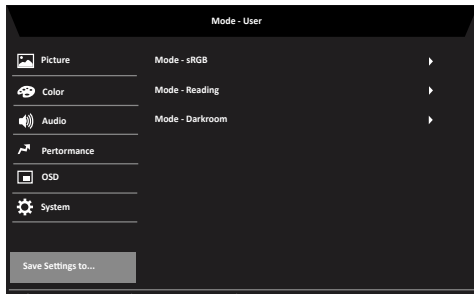 Mode - User
Picture
Mode - sRGB
Color
Mode - Reading
Audio
Mode - Darkroom
Pertormance
OSD
System
Save Settings to...